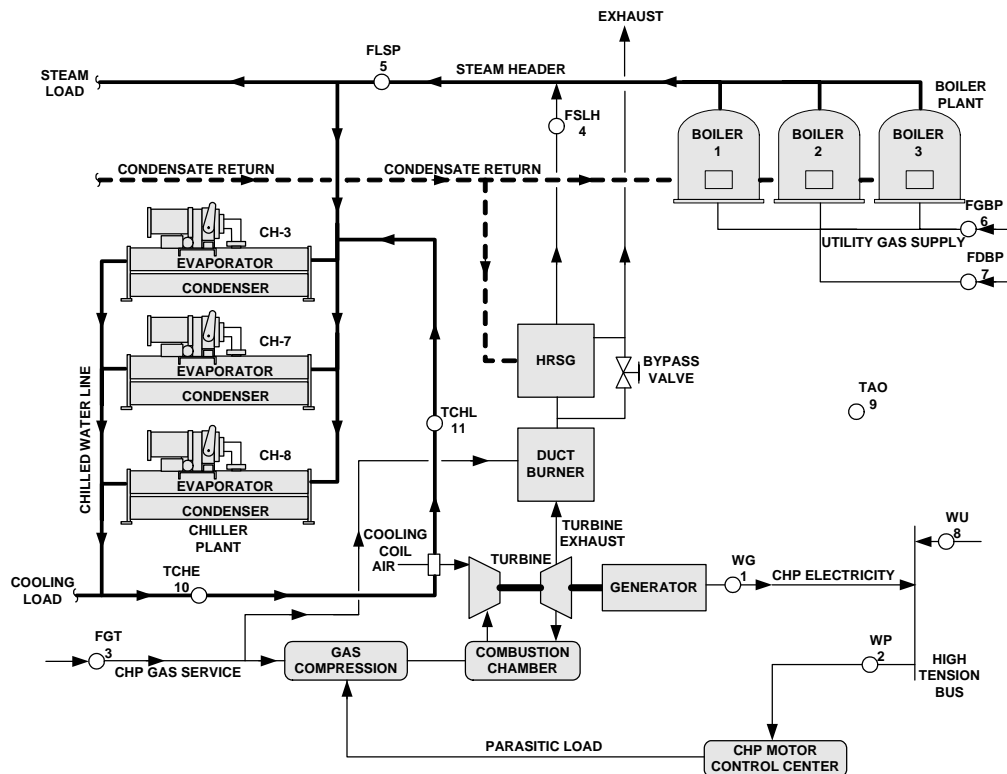 EXHAUST
FLSP
5
STEAM
LOAD
STEAM HEADER
BOILER
PLANT
FSLH
4
BOILER
1
BOILER
2
BOILER
3
CONDENSATE RETURN
CONDENSATE RETURN
FGBP
6
UTILITY GAS SUPPLY
FDBP
7
CH-3
EVAPORATOR
CONDENSER
CH-7
EVAPORATOR
CONDENSER
CH-8
EVAPORATOR
CONDENSER
CHILLER
PLANT
CHILLED WATER LINE
HRSG
BYPASS
VALVE
TAO
9
TCHL
11
DUCT
BURNER
TURBINE
EXHAUST
COOLING
COIL
AIR
TURBINE
GENERATOR
WG
1
CHP ELECTRICITY
WU
8
COOLING
LOAD
TCHE
10
FGT
3
CHP GAS SERVICE
GAS
COMPRESSION
COMBUSTION
CHAMBER
WP
2
HIGH
TENSION
BUS
PARASITIC LOAD
CHP MOTOR
CONTROL CENTER